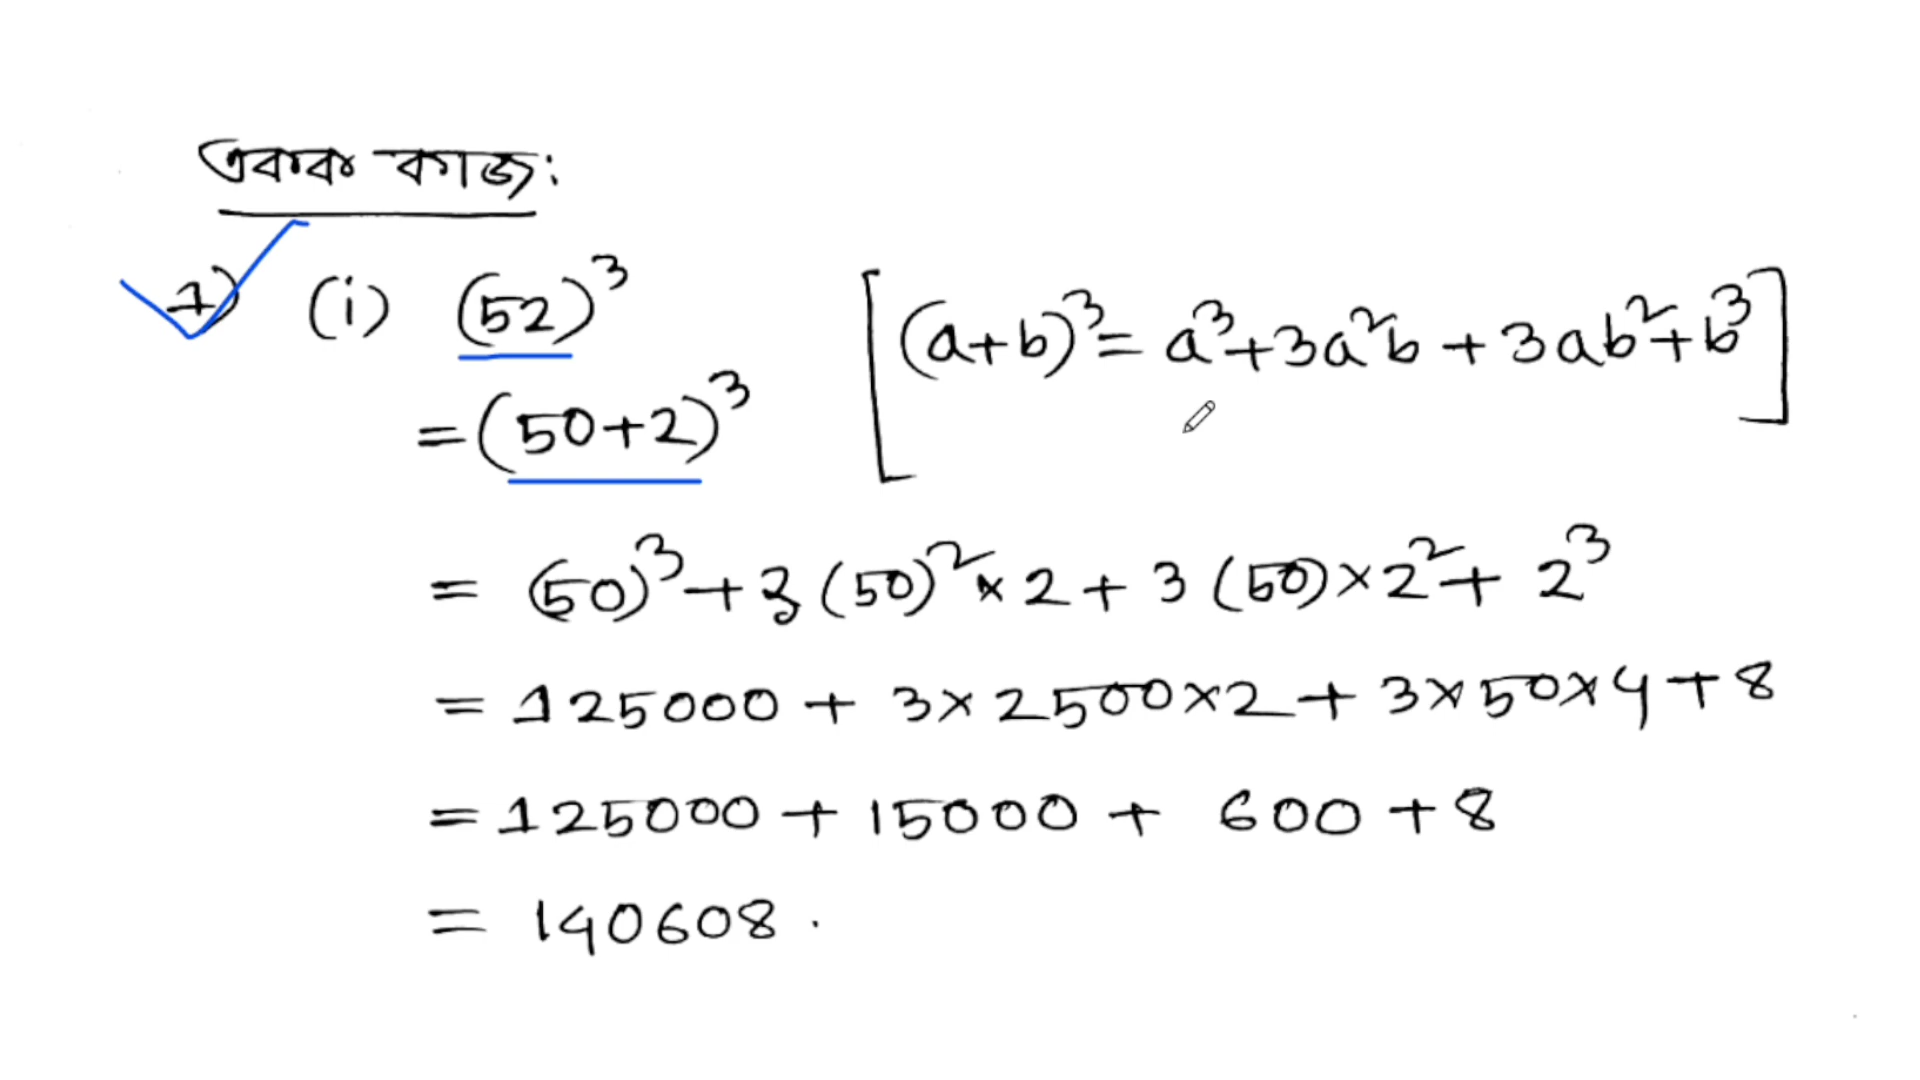 একক কাজ:
1) (i) (52)³ [(a+b)³= a³+3a²b+3ab²+b³]
=(50+2)³
= (50)³+3(50)²×2+3(50)×2²+2³
= 125000+3×2500×2+3×50×4+8
=125000+15000+600+8
= 140608.